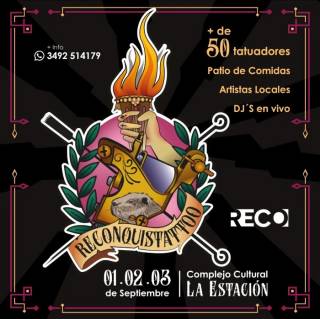 + info
3492 514179
+ de
50 tatuadores
Patio de Comidas
Artistas Locales
DJ´S en vivo
RECONQUISTATTOO
RECO
01.02.03
de Septiembre
Complejo Cultural
LA ESTACIÓN